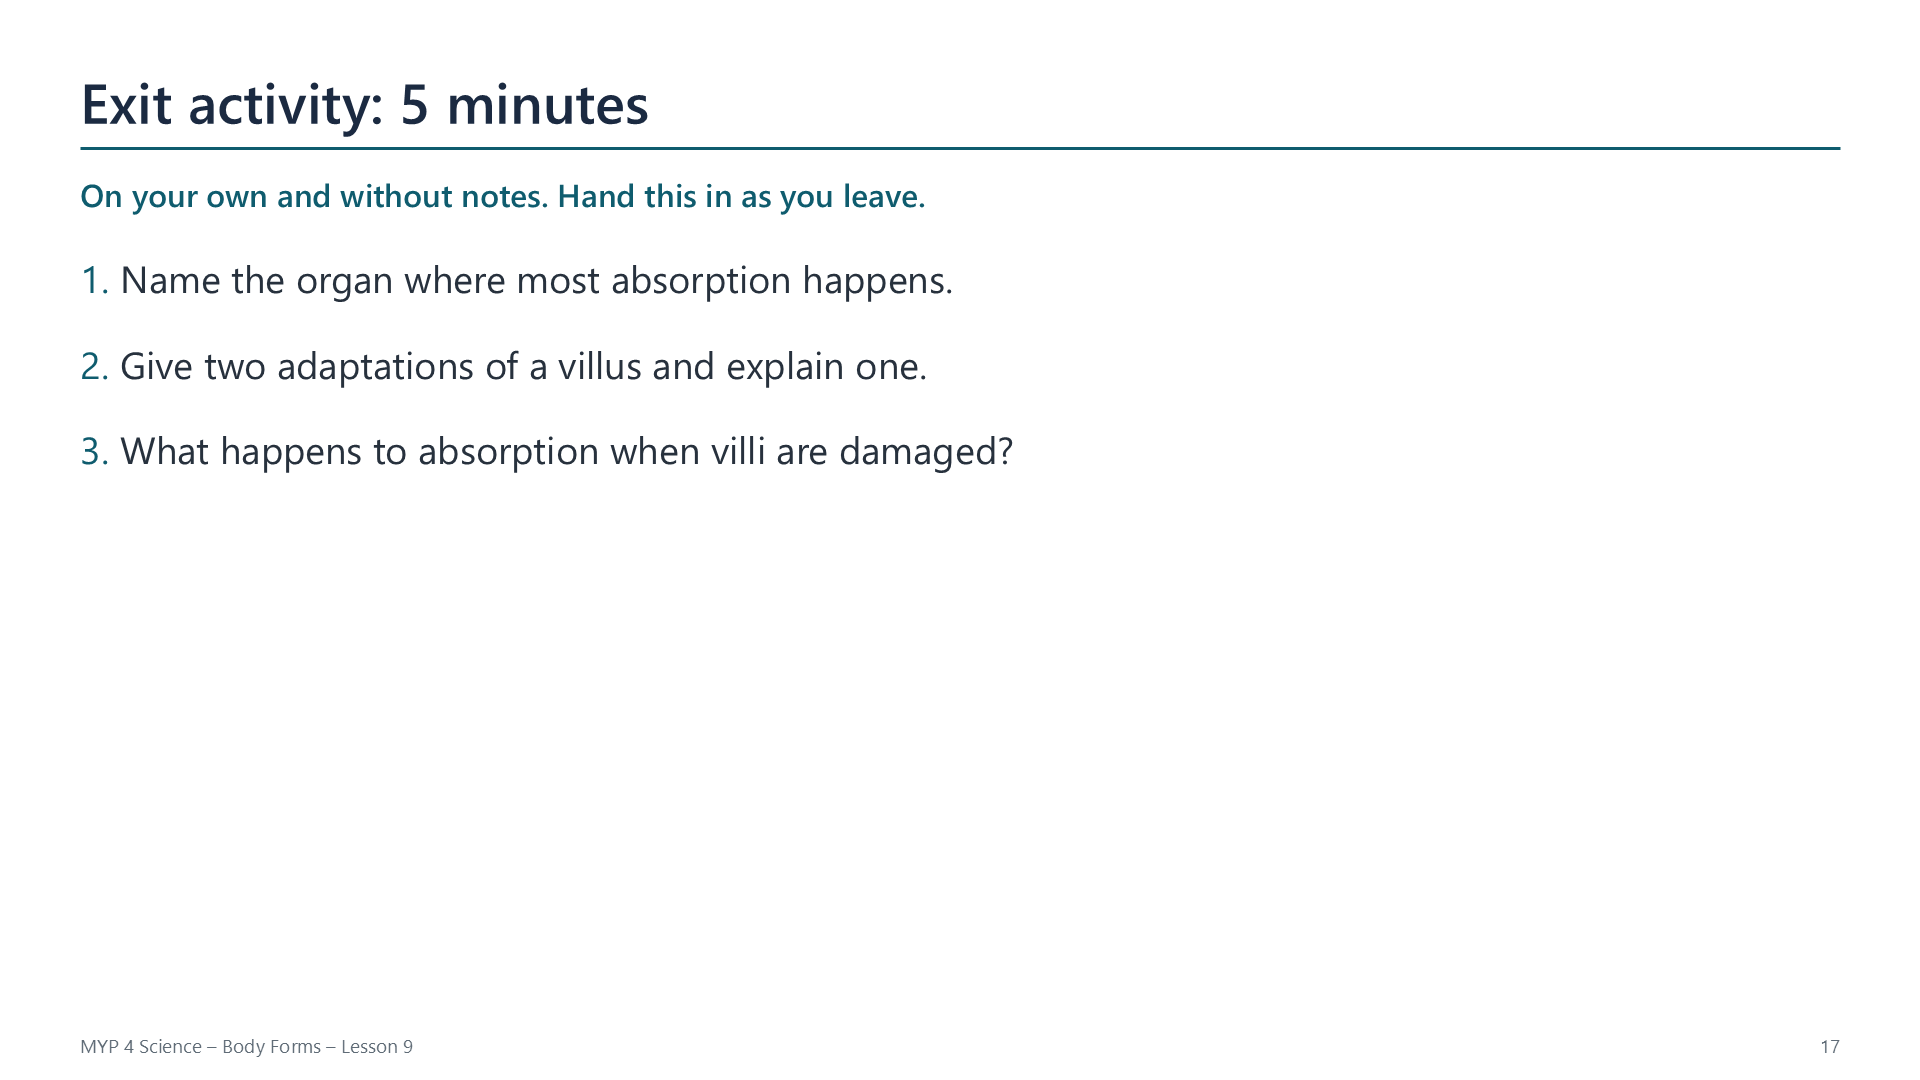 Exit activity: 5 minutes
On your own and without notes. Hand this in as you leave.
1. Name the organ where most absorption happens.
2. Give two adaptations of a villus and explain one.
3. What happens to absorption when villi are damaged?
MYP 4 Science – Body Forms – Lesson 9
17